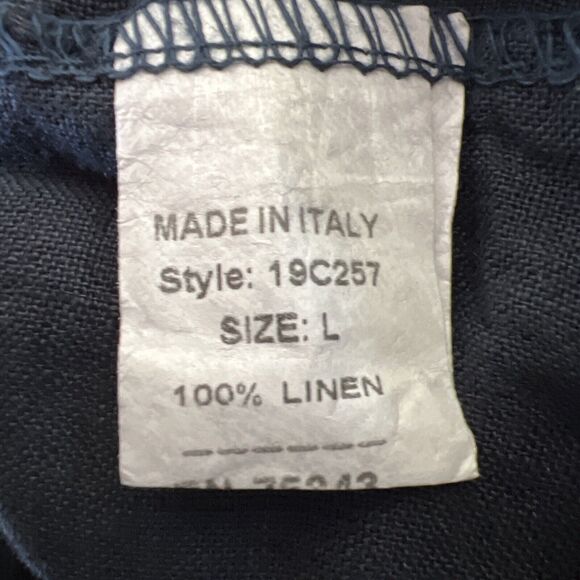 MADE IN ITALY
Style: 19C257
SIZE: L
100% LINEN